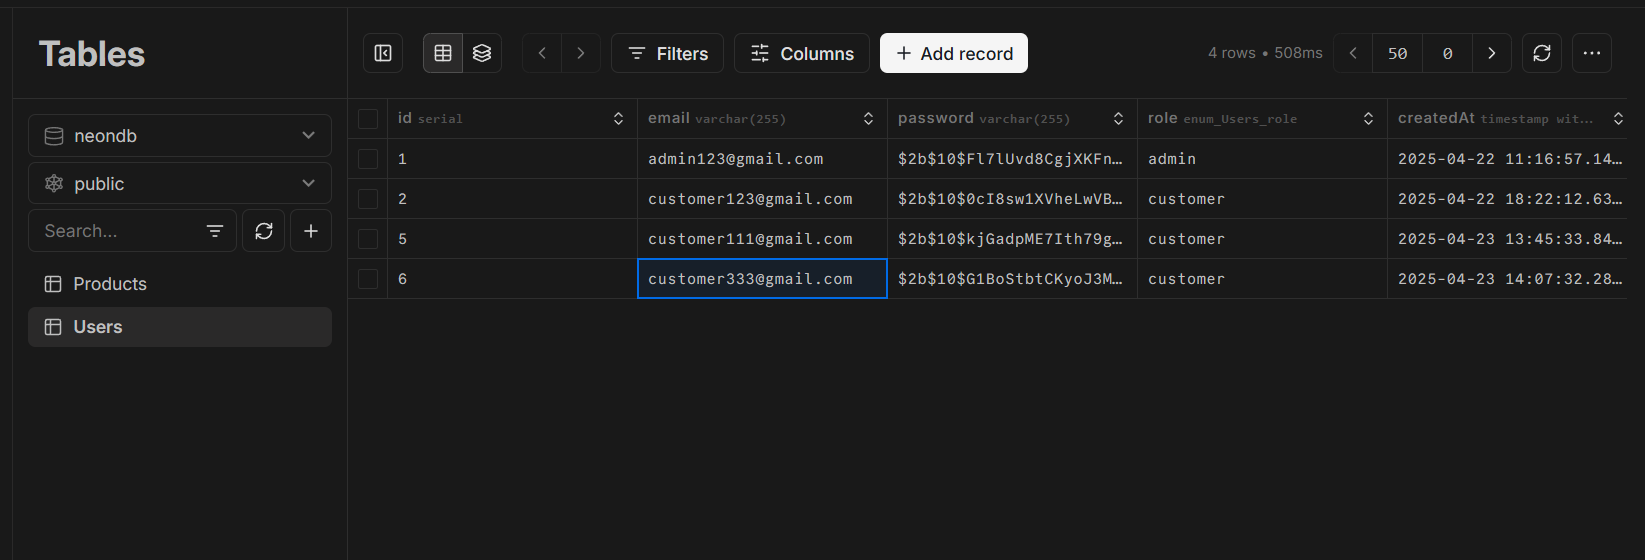 Tables
Filters
Columns
Add record
4 rows • 508ms
50
0
neondb
public
Search...
Products
Users
id serial
email varchar(255)
password varchar(255)
role enum_Users_role
createdAt timestamp wit...
1 admin123@gmail.com $2b$10$Fl7lUvd8CgjXKFn… admin 2025-04-22 11:16:57.14…
2 customer123@gmail.com $2b$10$0cI8sw1XVheLwVB… customer 2025-04-22 18:22:12.63…
5 customer111@gmail.com $2b$10$kjGadpME7Ith79g… customer 2025-04-23 13:45:33.84…
6 customer333@gmail.com $2b$10$G1BoStbtCKyoJ3M… customer 2025-04-23 14:07:32.28…